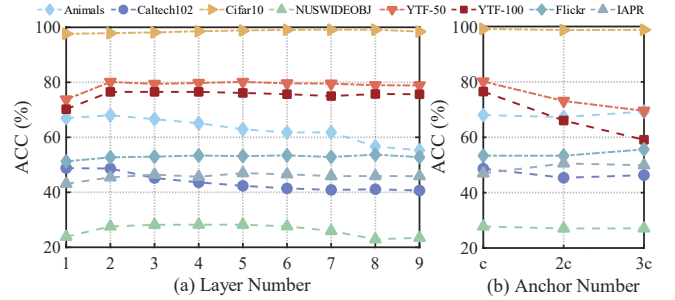 Animals Caltech102 Cifar10 NUSWIDEOBJ YTF-50 YTF-100 Flickr IAPR
ACC (%)
100
80
60
40
20
1 2 3 4 5 6 7 8 9
(a) Layer Number
ACC (%)
100
80
60
40
20
c 2c 3c
(b) Anchor Number